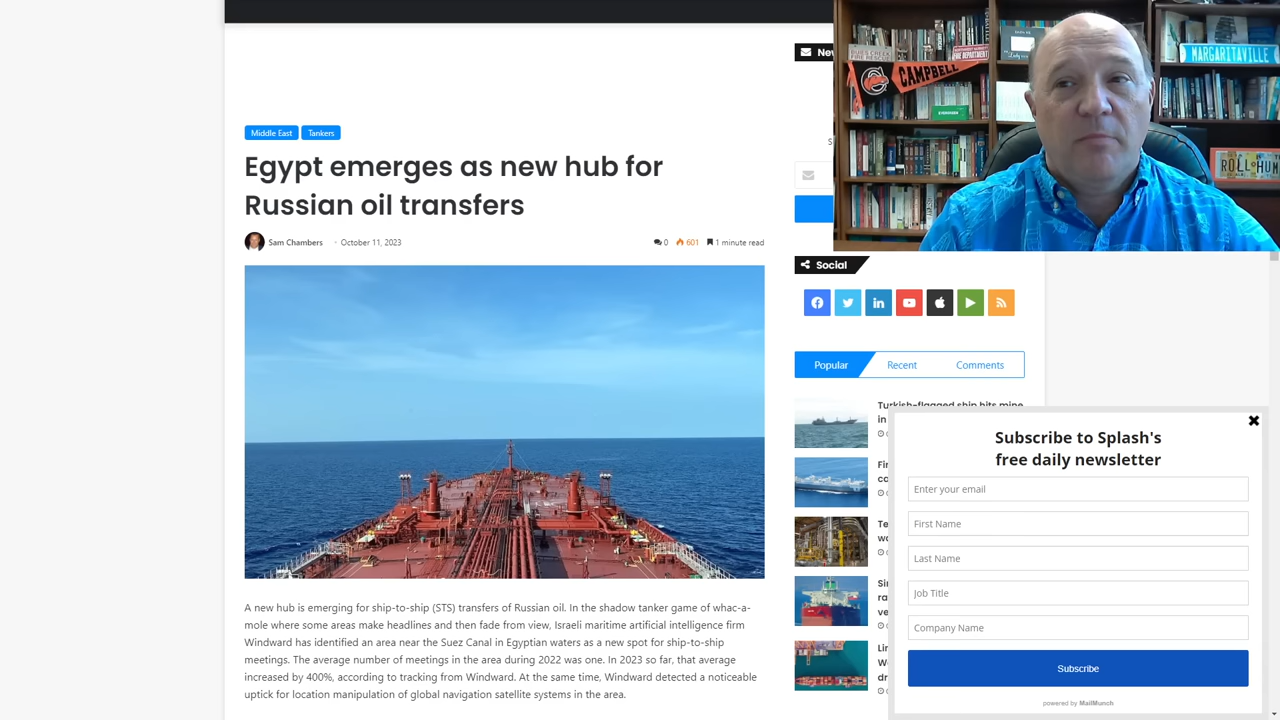 Middle East
Tankers
Egypt emerges as new hub for
Russian oil transfers
Sam Chambers
October 11, 2023
0
601
1 minute read
A new hub is emerging for ship-to-ship (STS) transfers of Russian oil. In the shadow tanker game of whac-a-
mole where some areas make headlines and then fade from view, Israeli maritime artificial intelligence firm
Windward has identified an area near the Suez Canal in Egyptian waters as a new spot for ship-to-ship
meetings. The average number of meetings in the area during 2022 was one. In 2023 so far, that average
increased by 400%, according to tracking from Windward. At the same time, Windward detected a noticeable
uptick for location manipulation of global navigation satellite systems in the area.
CAMPBELL
MARGARITAVILLE
Social
Popular
Recent
Comments
Turkish-flagged ship hits mine
in
Subscribe to Splash's
free daily newsletter
Enter your email
First Name
Last Name
Job Title
Company Name
Subscribe
powered by MailMunch